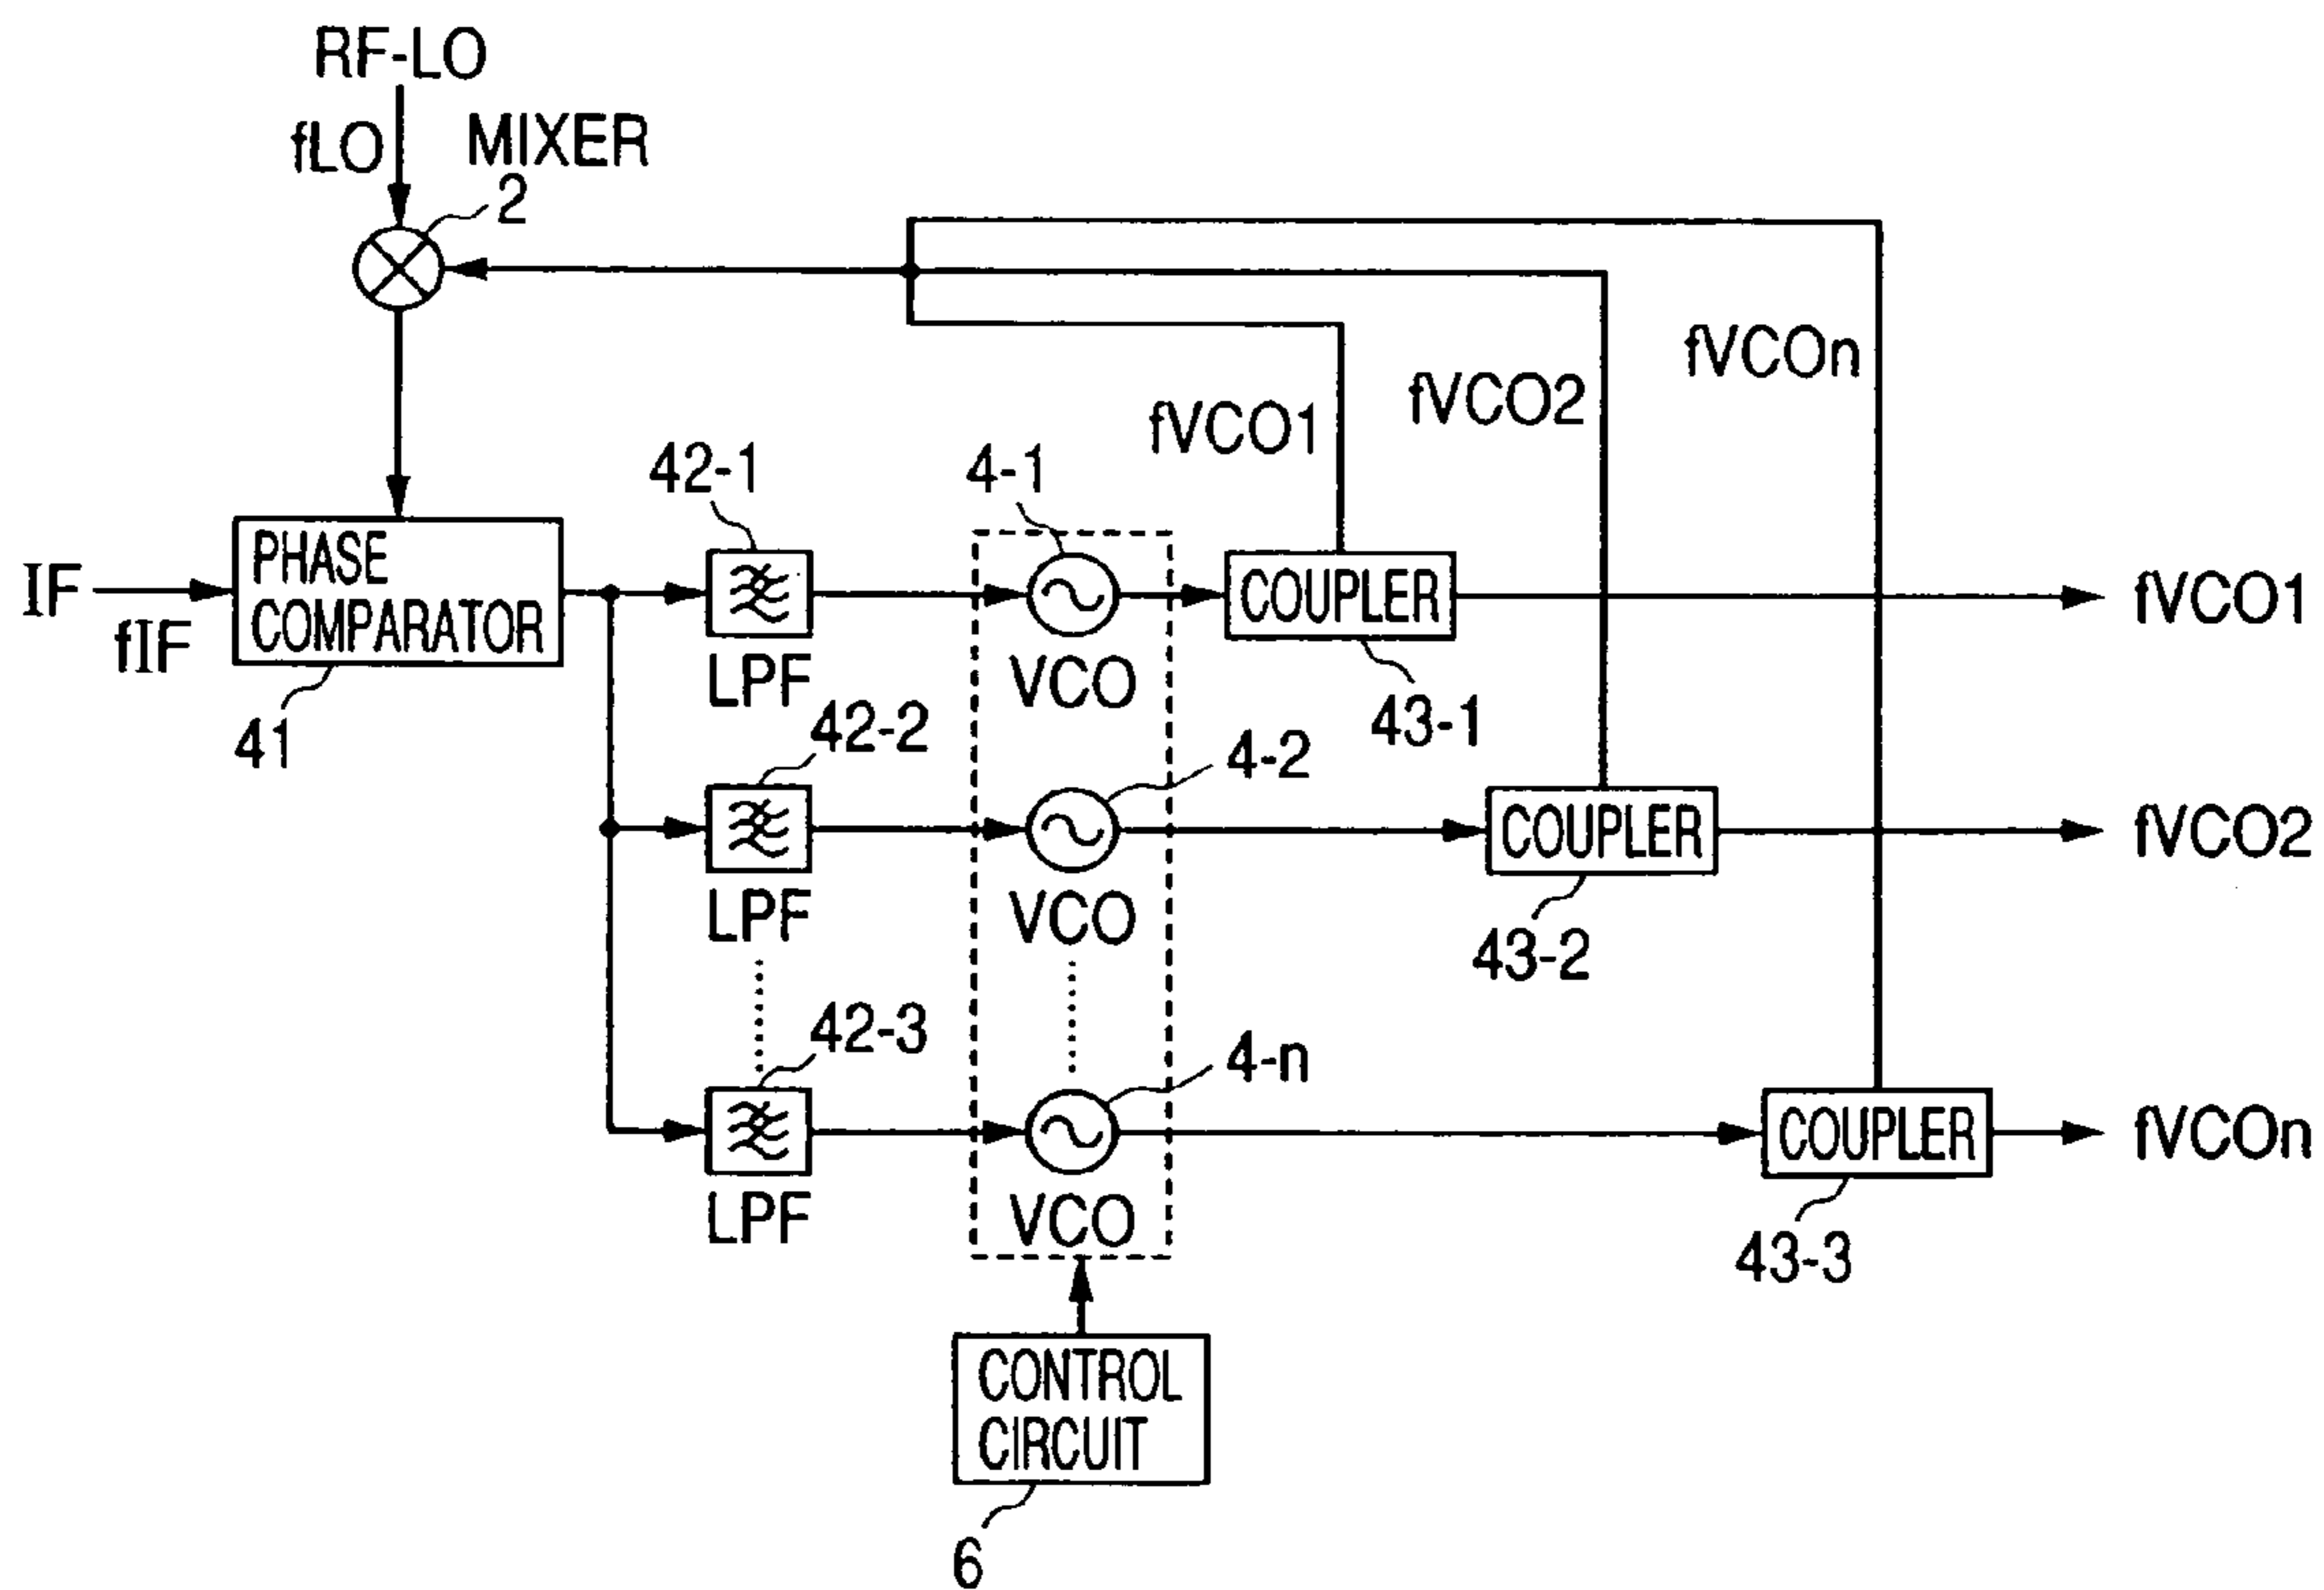 RF-LO
fLO
MIXER
2
fVCOn
fVCO2
fVCO1
42-1
4-1
IF
fIF
PHASE
COMPARATOR
41
COUPLER
fVCO1
LPF
VCO
43-1
42-2
4-2
COUPLER
fVCO2
LPF
VCO
43-2
42-3
4-n
COUPLER
fVCOn
LPF
VCO
43-3
CONTROL
CIRCUIT
6